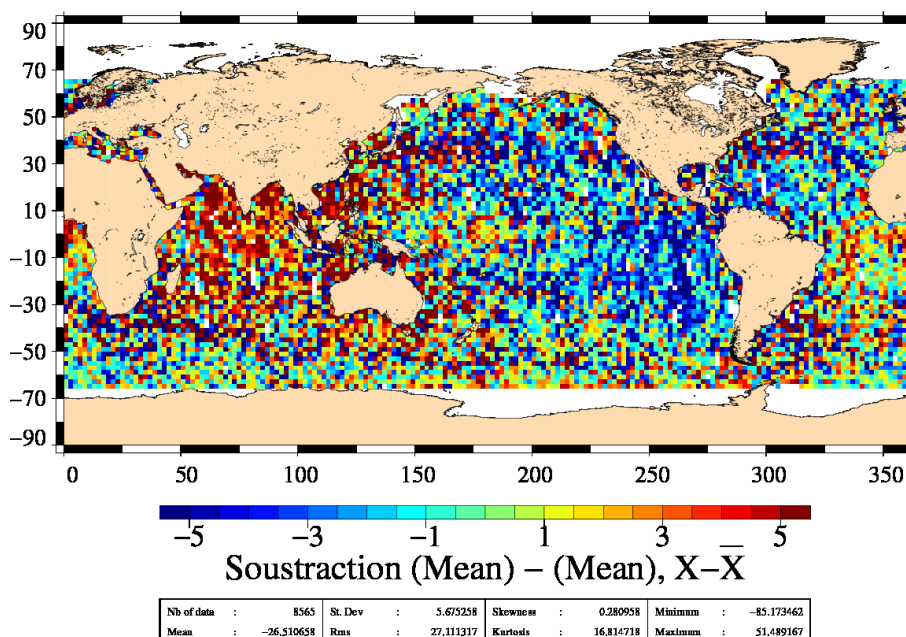 90
70
50
30
10
−10
−30
−50
−70
−90
0 50 100 150 200 250 300 350
−5 −3 −1 1 3 5
Soustraction (Mean) − (Mean), X−X̅
Nb of data : 8565 St. Dev : 5.675258 Skewness : 0.280958 Minimum : −85.173462
Mean : −26.510658 Rms : 27.111317 Kurtosis : 16.814718 Maximum : 51.489167